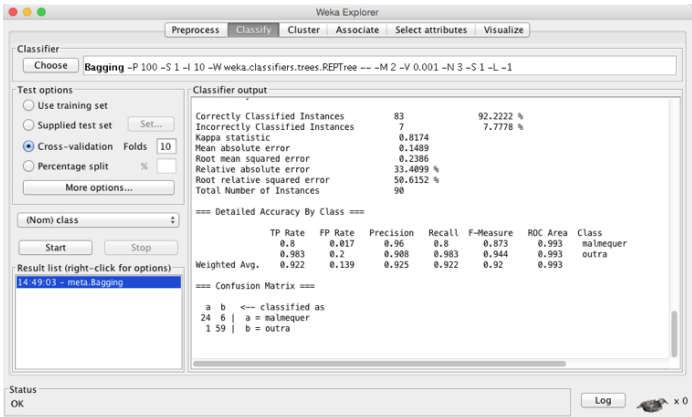 Weka Explorer
Preprocess Classify Cluster Associate Select attributes Visualize
Classifier
Choose Bagging -P 100 -S 1 -I 10 -W weka.classifiers.trees.REPTree -- -M 2 -V 0.001 -N 3 -S 1 -L -1
Test options
Use training set
Supplied test set Set...
Cross-validation Folds 10
Percentage split %
More options...
(Nom) class
Start Stop
Result list (right-click for options)
14:49:03 - meta.Bagging
Classifier output
Correctly Classified Instances 83 92.2222 %
Incorrectly Classified Instances 7 7.7778 %
Kappa statistic 0.8174
Mean absolute error 0.1489
Root mean squared error 0.2386
Relative absolute error 33.4099 %
Root relative squared error 50.6152 %
Total Number of Instances 90
=== Detailed Accuracy By Class ===
TP Rate FP Rate Precision Recall F-Measure ROC Area Class
0.8 0.017 0.96 0.8 0.873 0.993 malmequer
0.983 0.2 0.908 0.983 0.944 0.993 outra
Weighted Avg. 0.922 0.139 0.925 0.922 0.92 0.993
=== Confusion Matrix ===
a b <-- classified as
24 6 | a = malmequer
1 59 | b = outra
Status
OK
Log x 0